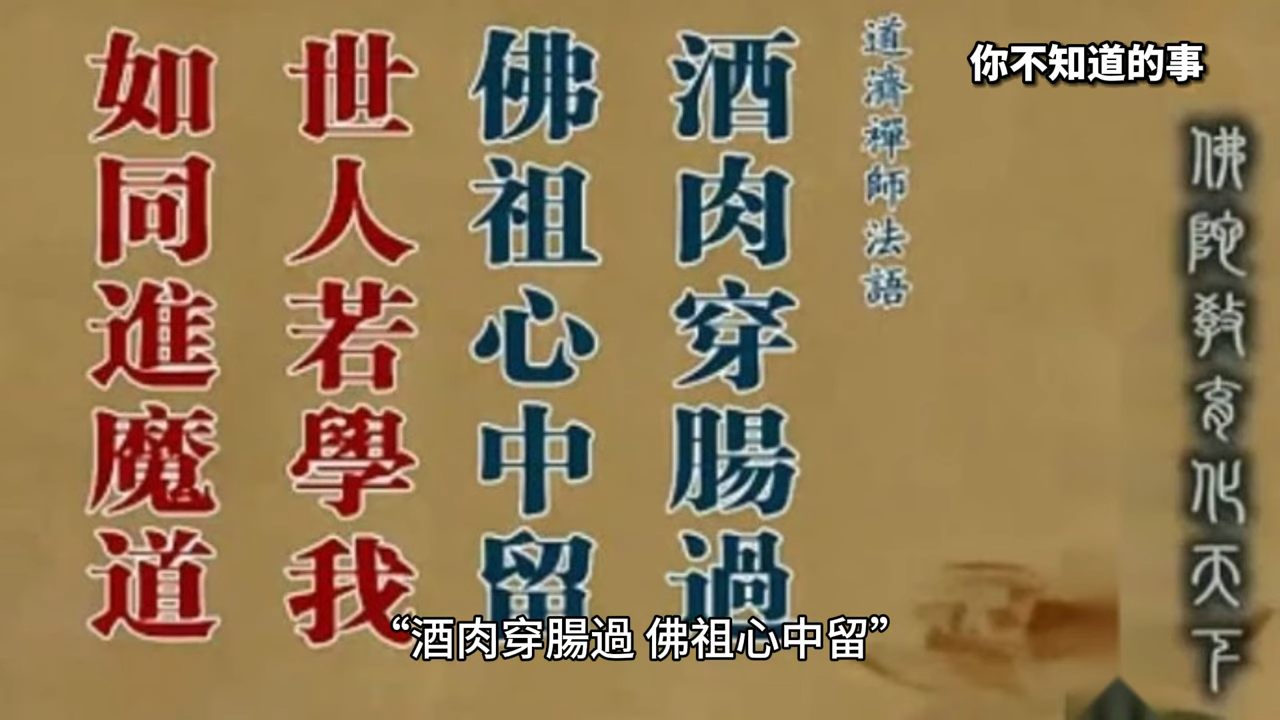 你不知道的事
佛陀教育化天下
道濟禪師法語
酒肉穿腸過
佛祖心中留
世人若學我
如同進魔道
“酒肉穿腸過 佛祖心中留”